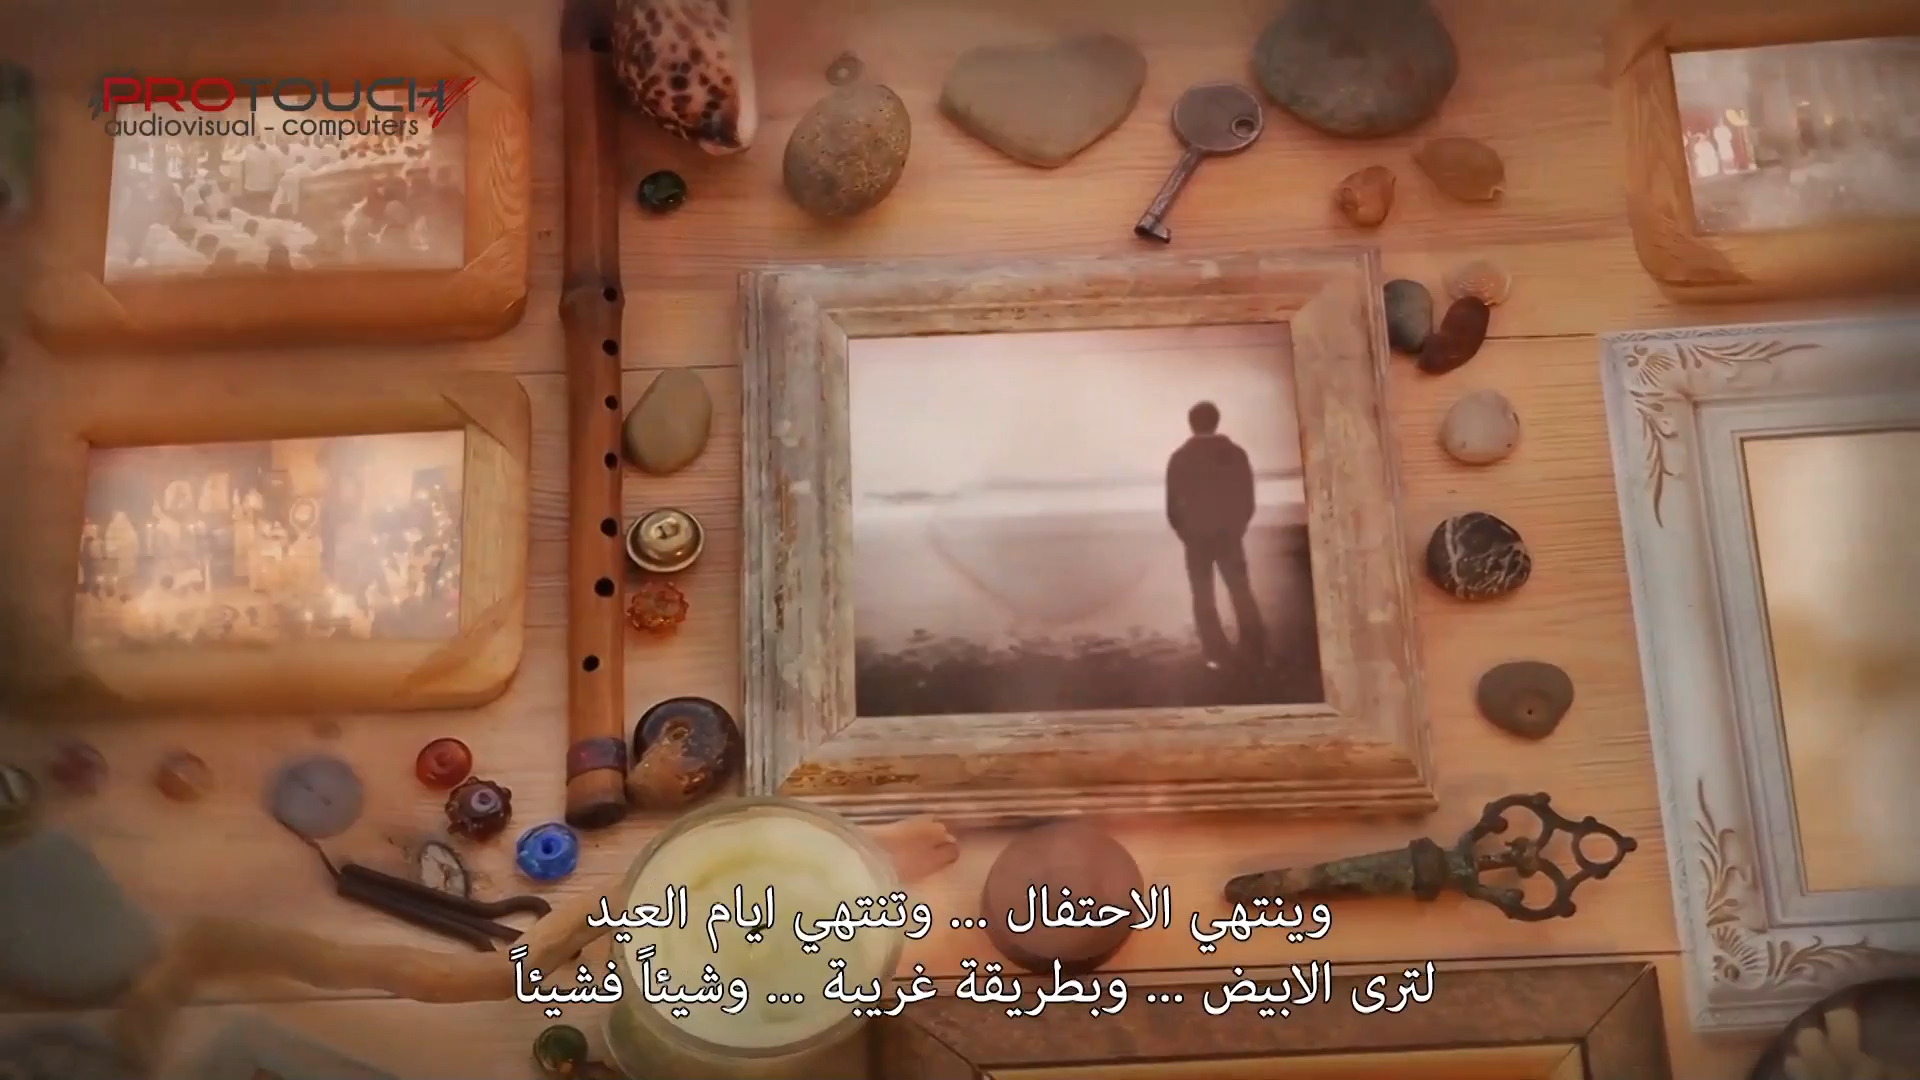 PROTOUCH
audiovisual - computers
وينتهي الاحتفال ... وتنتهي ايام العيد
لترى الابيض ... وبطريقة غريبة ... وشيئاً فشيئاً